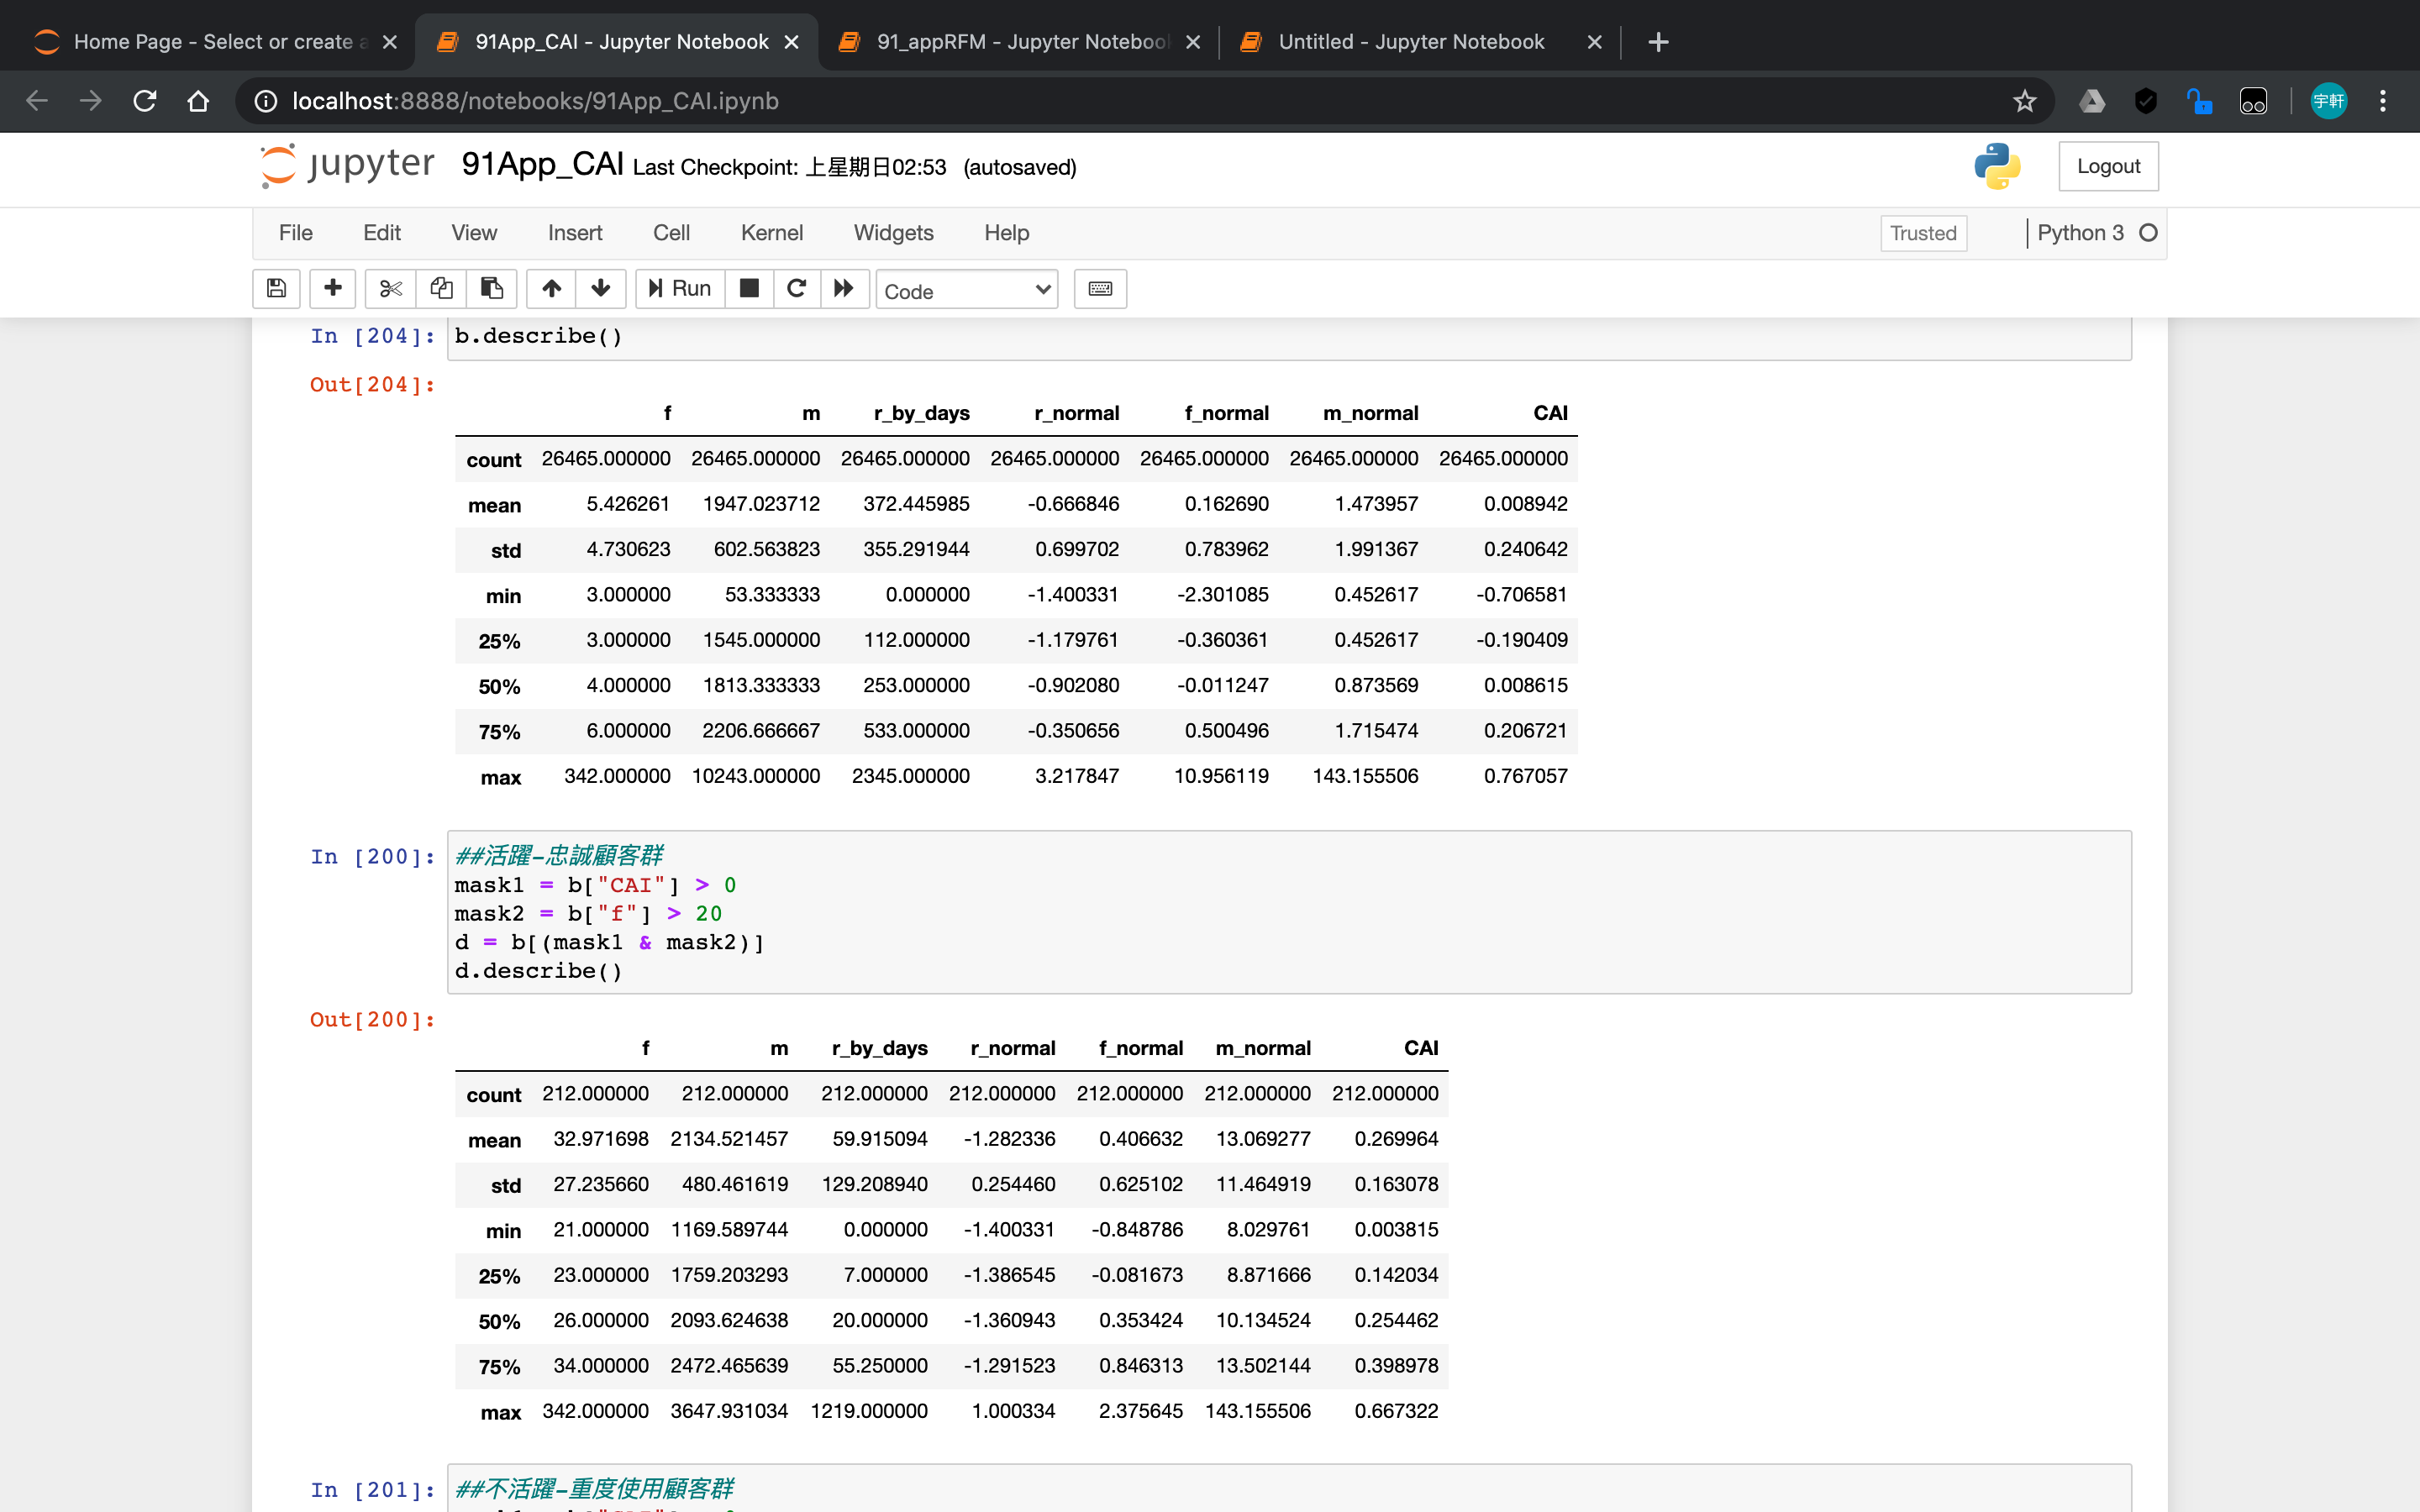 Home Page - Select or create a
91App_CAI - Jupyter Notebook
91_appRFM - Jupyter Notebook
Untitled - Jupyter Notebook
localhost:8888/notebooks/91App_CAI.ipynb
宇軒
jupyter 91App_CAI Last Checkpoint: 上星期日02:53 (autosaved)
Logout
File Edit View Insert Cell Kernel Widgets Help
Trusted
Python 3
Run
Code
In [204]: b.describe()
Out[204]:
f m r_by_days r_normal f_normal m_normal CAI
count 26465.000000 26465.000000 26465.000000 26465.000000 26465.000000 26465.000000 26465.000000
mean 5.426261 1947.023712 372.445985 -0.666846 0.162690 1.473957 0.008942
std 4.730623 602.563823 355.291944 0.699702 0.783962 1.991367 0.240642
min 3.000000 53.333333 0.000000 -1.400331 -2.301085 0.452617 -0.706581
25% 3.000000 1545.000000 112.000000 -1.179761 -0.360361 0.452617 -0.190409
50% 4.000000 1813.333333 253.000000 -0.902080 -0.011247 0.873569 0.008615
75% 6.000000 2206.666667 533.000000 -0.350656 0.500496 1.715474 0.206721
max 342.000000 10243.000000 2345.000000 3.217847 10.956119 143.155506 0.767057
In [200]: ##活躍-忠誠顧客群
mask1 = b["CAI"] > 0
mask2 = b["f"] > 20
d = b[(mask1 & mask2)]
d.describe()
Out[200]:
f m r_by_days r_normal f_normal m_normal CAI
count 212.000000 212.000000 212.000000 212.000000 212.000000 212.000000 212.000000
mean 32.971698 2134.521457 59.915094 -1.282336 0.406632 13.069277 0.269964
std 27.235660 480.461619 129.208940 0.254460 0.625102 11.464919 0.163078
min 21.000000 1169.589744 0.000000 -1.400331 -0.848786 8.029761 0.003815
25% 23.000000 1759.203293 7.000000 -1.386545 -0.081673 8.871666 0.142034
50% 26.000000 2093.624638 20.000000 -1.360943 0.353424 10.134524 0.254462
75% 34.000000 2472.465639 55.250000 -1.291523 0.846313 13.502144 0.398978
max 342.000000 3647.931034 1219.000000 1.000334 2.375645 143.155506 0.667322
In [201]: ##不活躍-重度使用顧客群